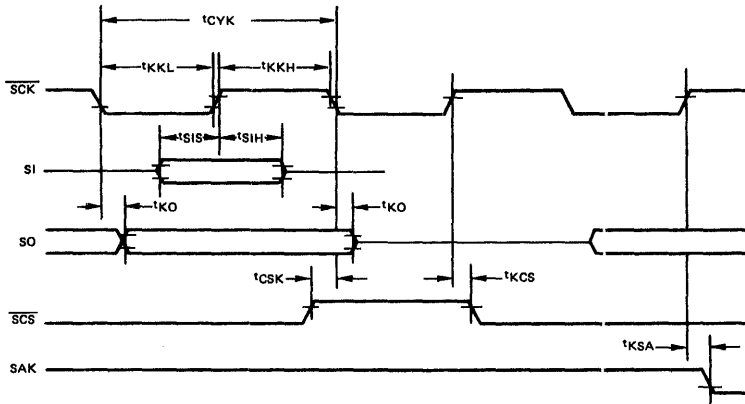 tCYK
tKKL tKKH
SCK
tSIS tSIH
SI
tKO tKO
SO
tCSK tKCS
SCS
tKSA
SAK